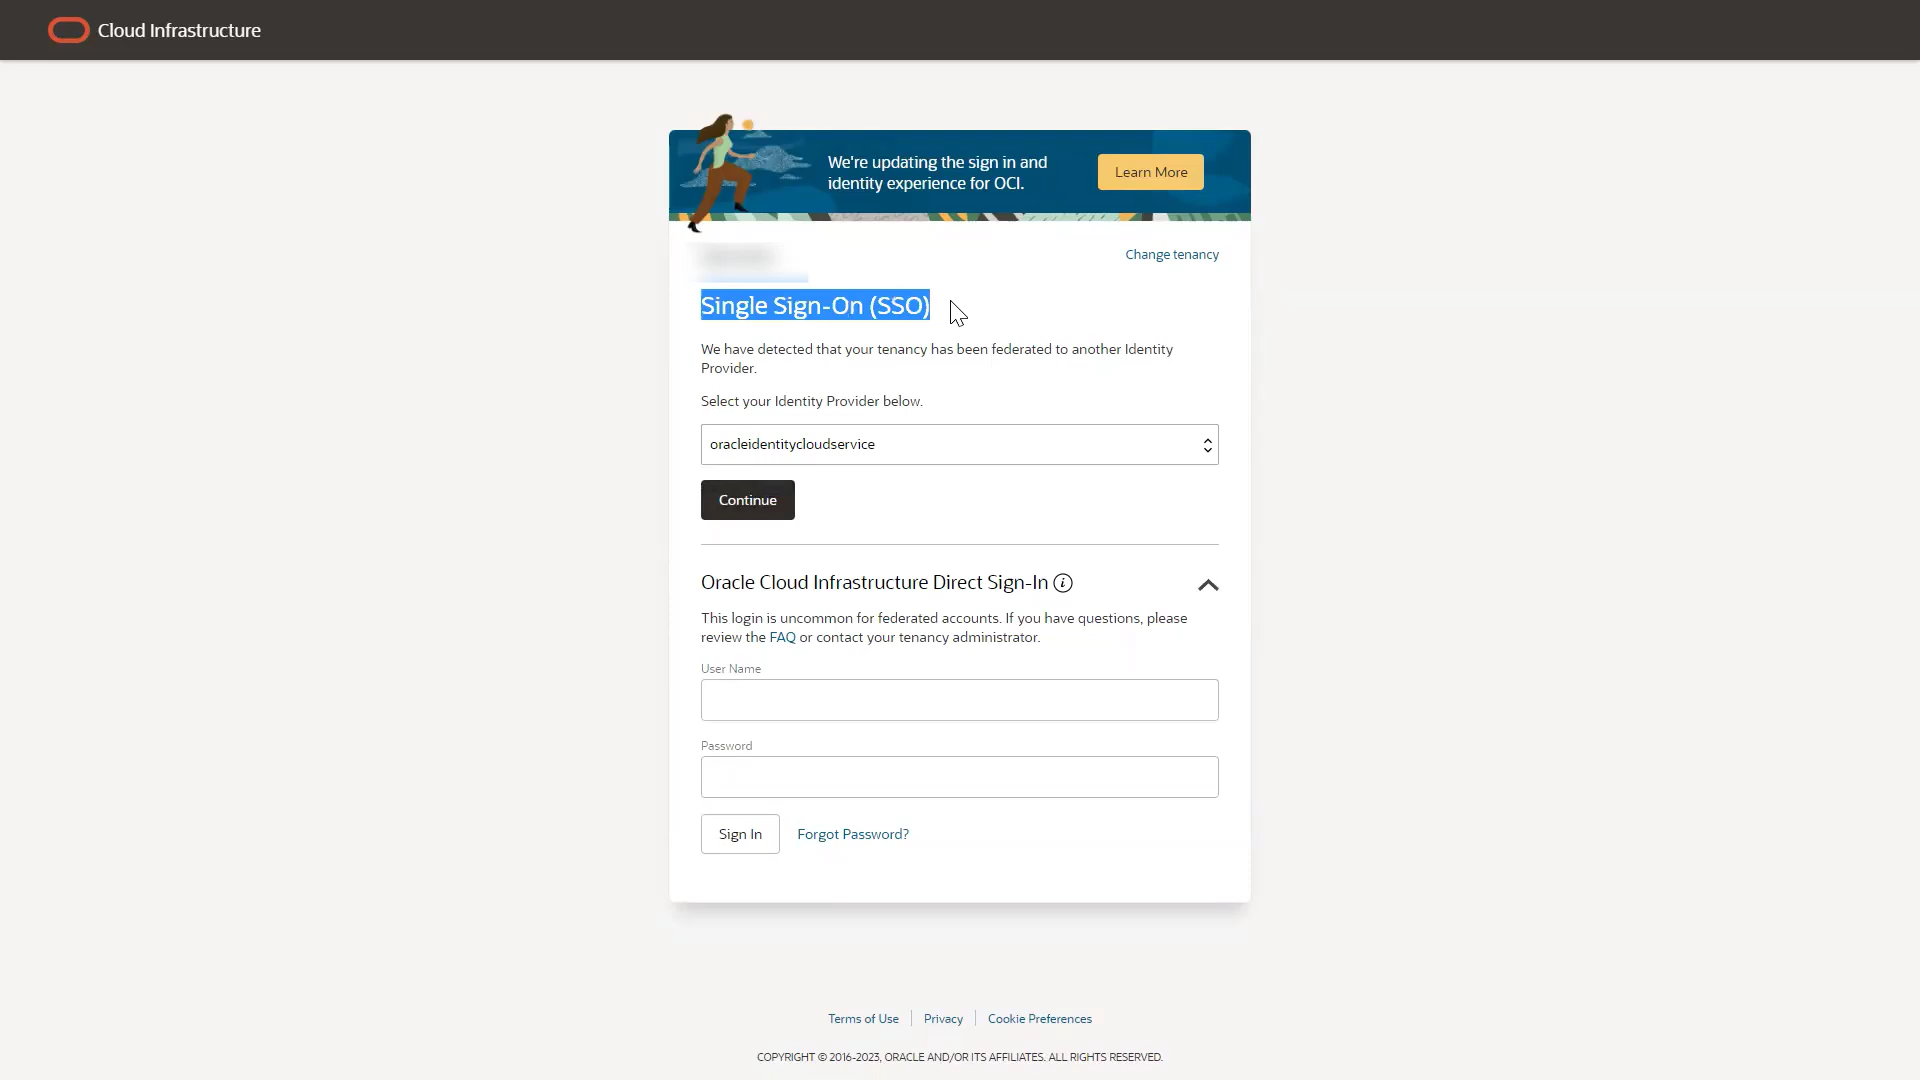 Cloud Infrastructure
We're updating the sign in and
identity experience for OCI.
Learn More
Change tenancy
Single Sign-On (SSO)
We have detected that your tenancy has been federated to another Identity
Provider.
Select your Identity Provider below.
oracleidentitycloudservice
Continue
Oracle Cloud Infrastructure Direct Sign-In i
This login is uncommon for federated accounts. If you have questions, please
review the FAQ or contact your tenancy administrator.
User Name
Password
Sign In
Forgot Password?
Terms of Use
Privacy
Cookie Preferences
COPYRIGHT © 2016-2023, ORACLE AND/OR ITS AFFILIATES. ALL RIGHTS RESERVED.